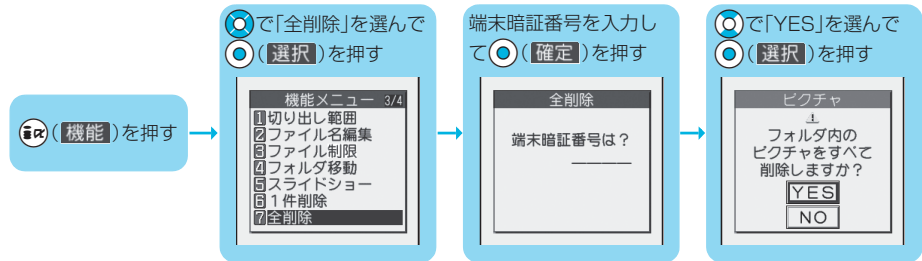 (機能)を押す
で「全削除」を選んで
(選択)を押す
機能メニュー 3/4
1切り出し範囲
2ファイル名編集
3ファイル制限
4フォルダ移動
5スライドショー
6 1件削除
7全削除
端末暗証番号を入力し
て(確定)を押す
全削除
端末暗証番号は?
____
で「YES」を選んで
(選択)を押す
ピクチャ
フォルダ内の
ピクチャをすべて
削除しますか?
YES
NO